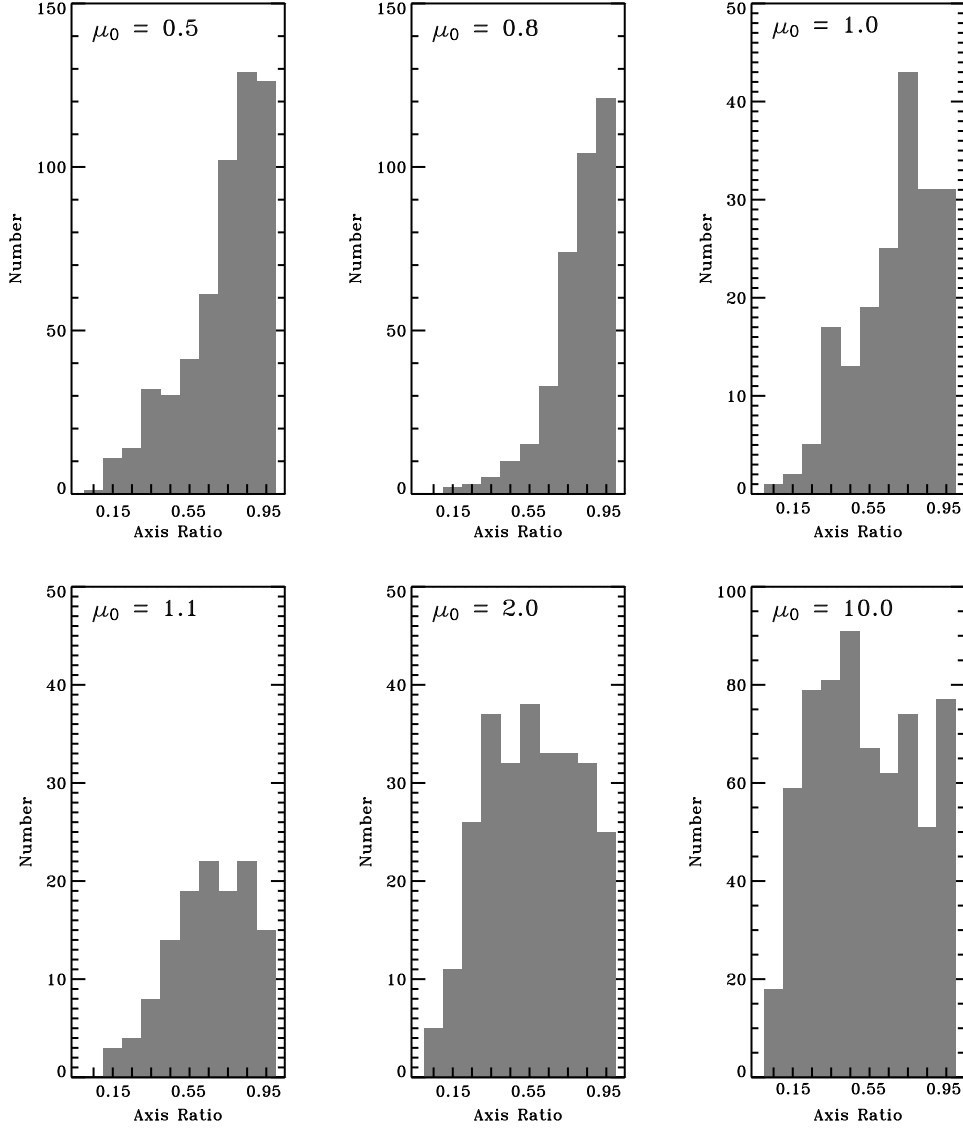 μ₀ = 0.5
150
100
50
0
Number
0.15 0.55 0.95
Axis Ratio
μ₀ = 0.8
150
100
50
0
Number
0.15 0.55 0.95
Axis Ratio
μ₀ = 1.0
50
40
30
20
10
0
Number
0.15 0.55 0.95
Axis Ratio
μ₀ = 1.1
50
40
30
20
10
0
Number
0.15 0.55 0.95
Axis Ratio
μ₀ = 2.0
50
40
30
20
10
0
Number
0.15 0.55 0.95
Axis Ratio
μ₀ = 10.0
100
80
60
40
20
0
Number
0.15 0.55 0.95
Axis Ratio